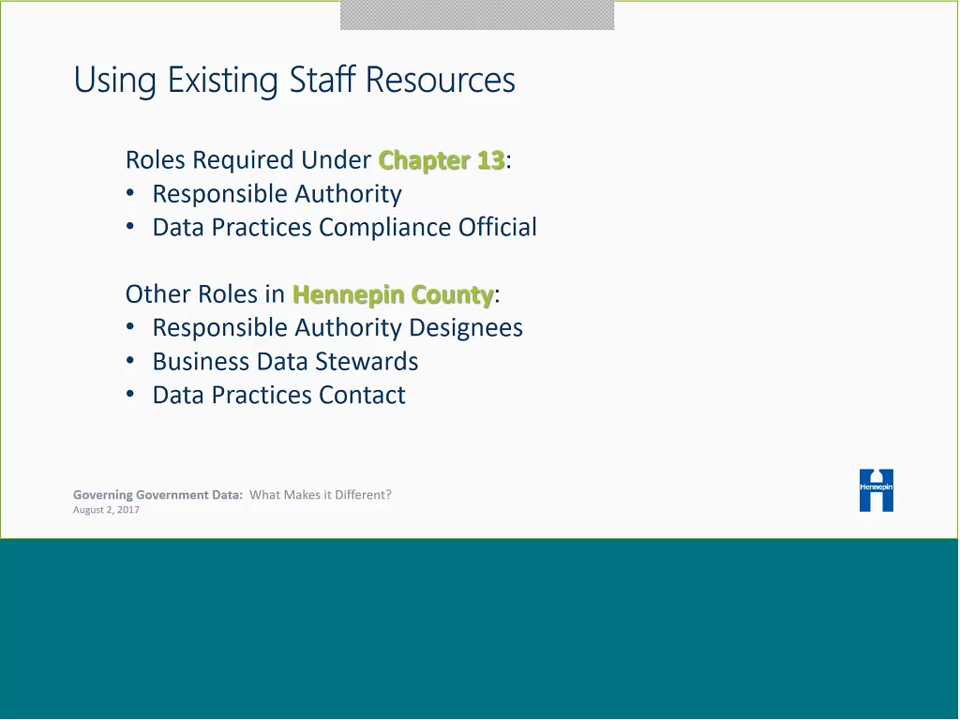 Using Existing Staff Resources
Roles Required Under Chapter 13:
• Responsible Authority
• Data Practices Compliance Official
Other Roles in Hennepin County:
• Responsible Authority Designees
• Business Data Stewards
• Data Practices Contact
Governing Government Data: What Makes it Different?
August 2, 2017
Hennepin